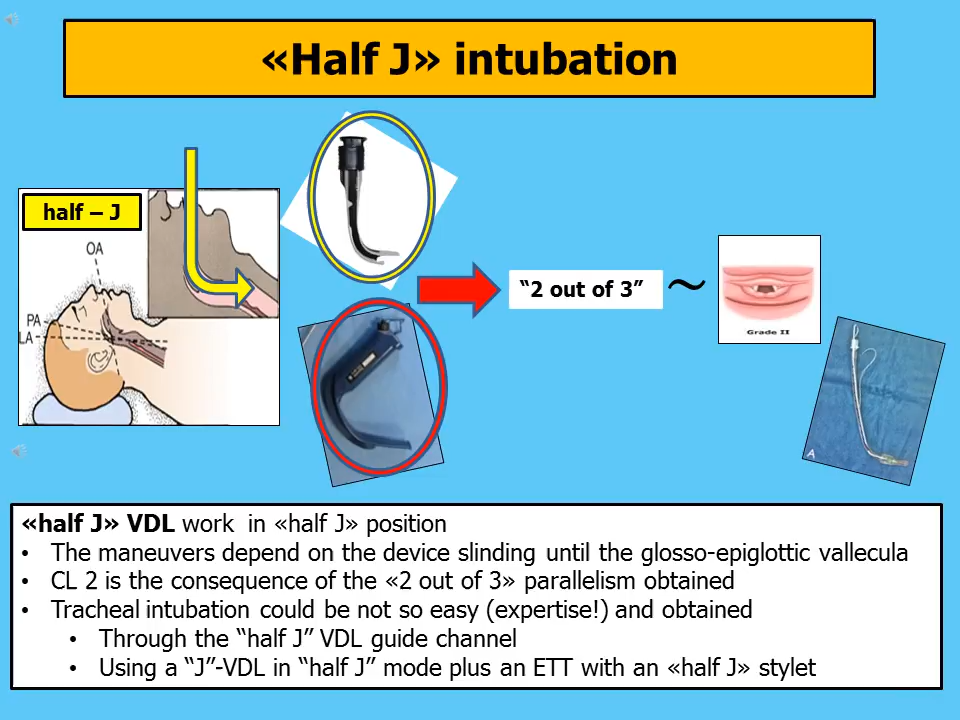 «Half J» intubation
half – J
OA
PA
LA
“2 out of 3”
~
Grade II
A
«half J» VDL work in «half J» position
• The maneuvers depend on the device slinding until the glosso-epiglottic vallecula
• CL 2 is the consequence of the «2 out of 3» parallelism obtained
• Tracheal intubation could be not so easy (expertise!) and obtained
• Through the “half J” VDL guide channel
• Using a “J”-VDL in “half J” mode plus an ETT with an «half J» stylet